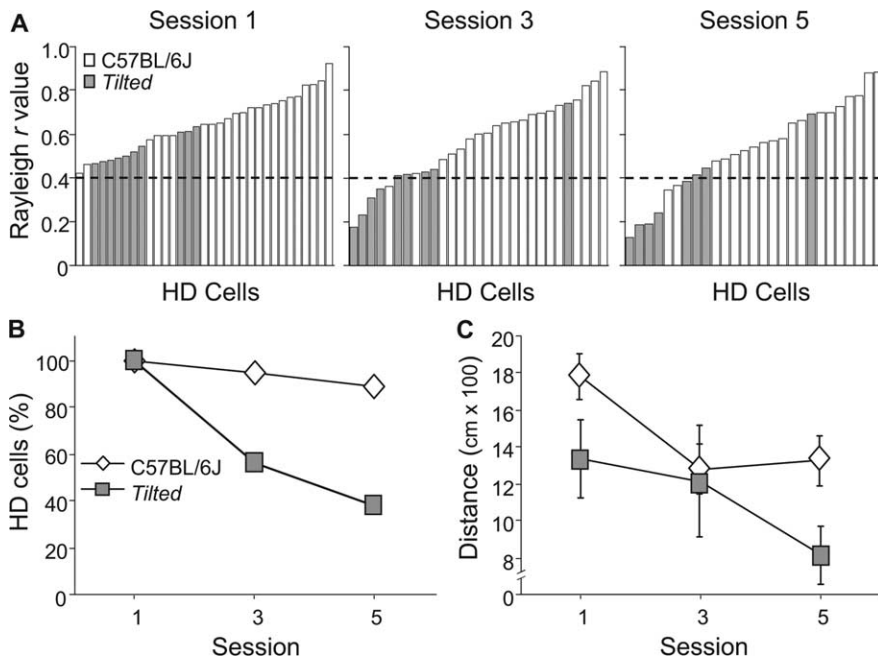 A
Session 1
Session 3
Session 5
C57BL/6J
Tilted
Rayleigh r value
1.0
0.8
0.6
0.4
0.2
0
HD Cells
HD Cells
HD Cells
B
HD cells (%)
100
80
60
40
20
0
C57BL/6J
Tilted
1
3
5
Session
C
Distance (cm x 100)
20
18
16
14
12
10
8
0
1
3
5
Session